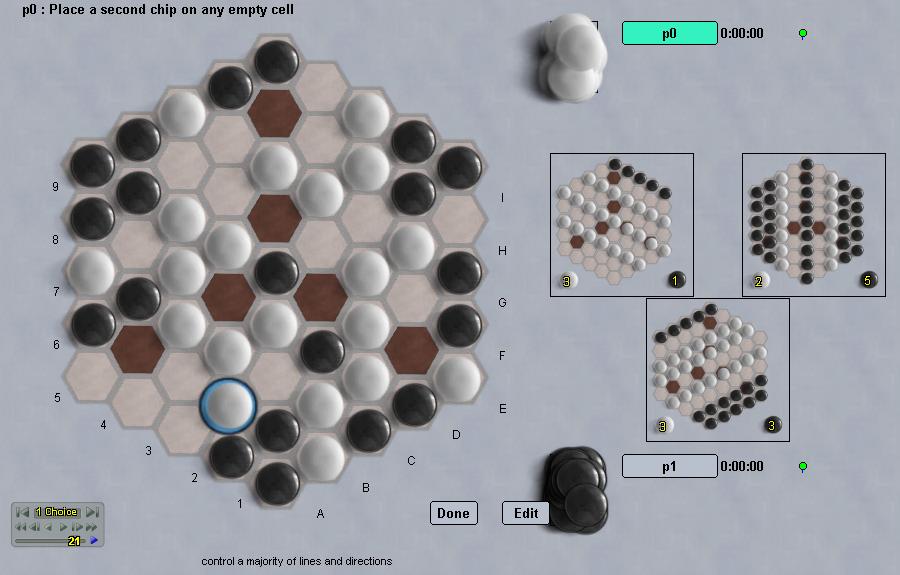 p0 : Place a second chip on any empty cell
p0
0:00:00
3
1
2
5
3
3
9
8
7
6
5
4
3
2
1
A
B
C
D
E
F
G
H
I
p1
0:00:00
Done
Edit
1 Choice
21
control a majority of lines and directions